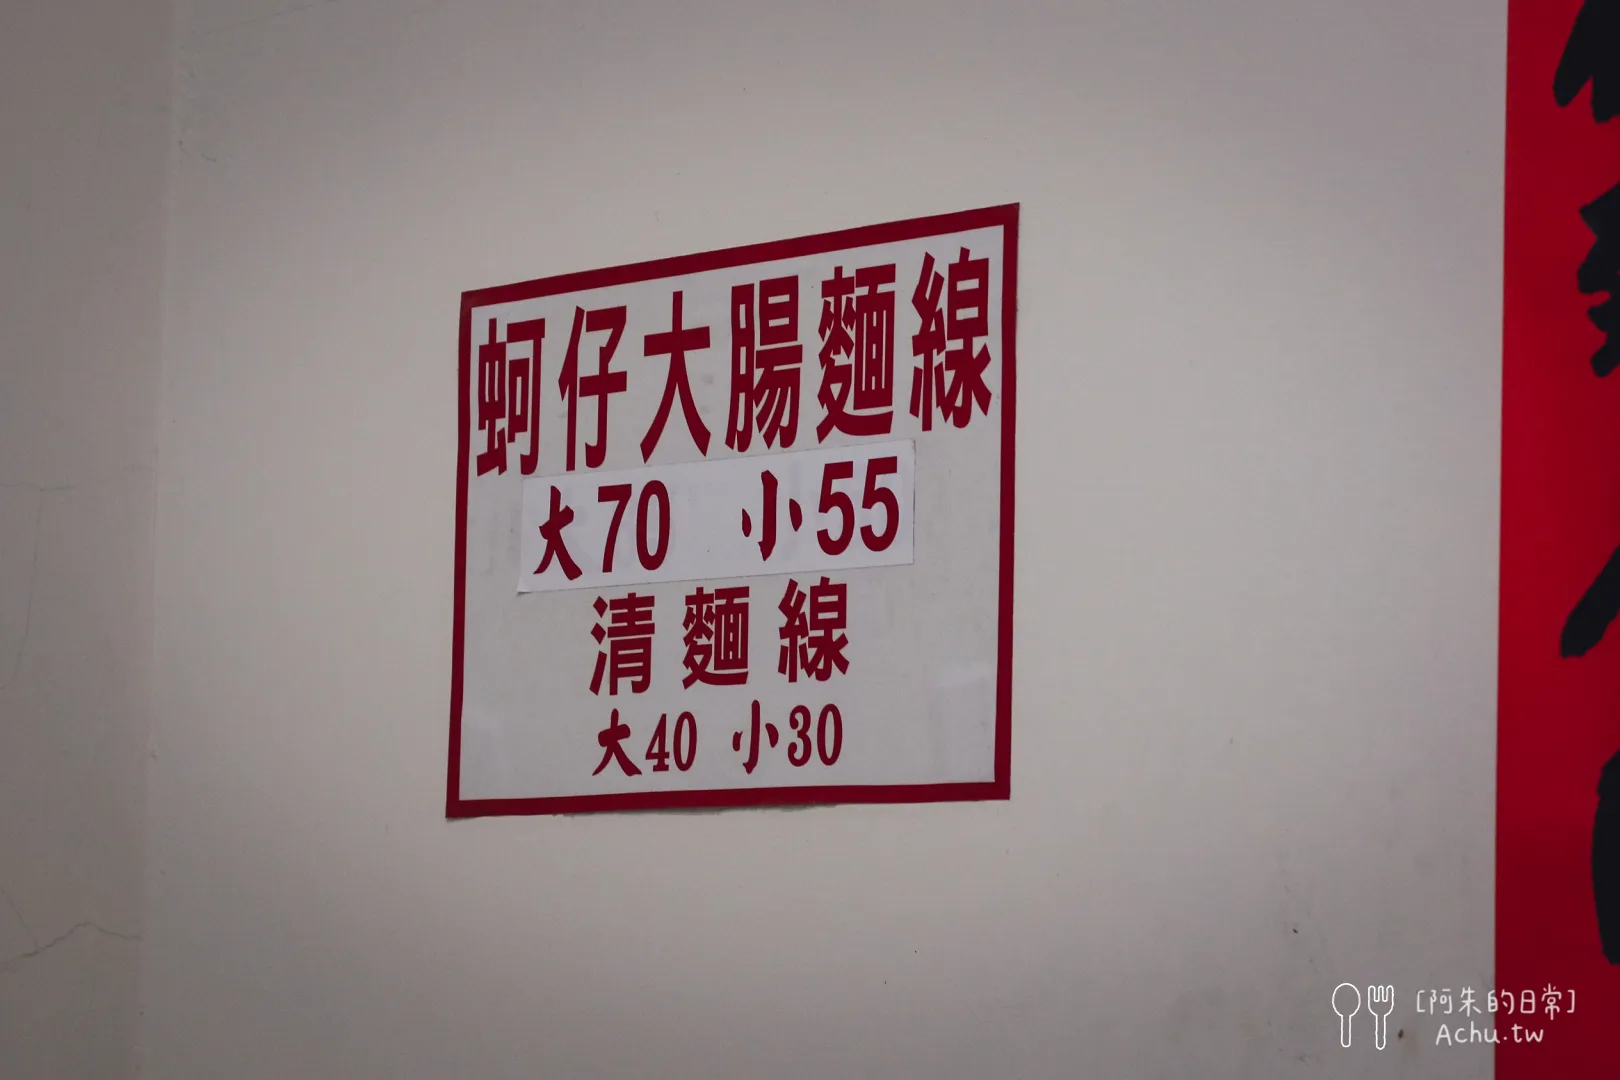 蚵仔大腸麵線
大70 小55
清麵線
大40 小30
[阿朱的日常]
Achu.tw